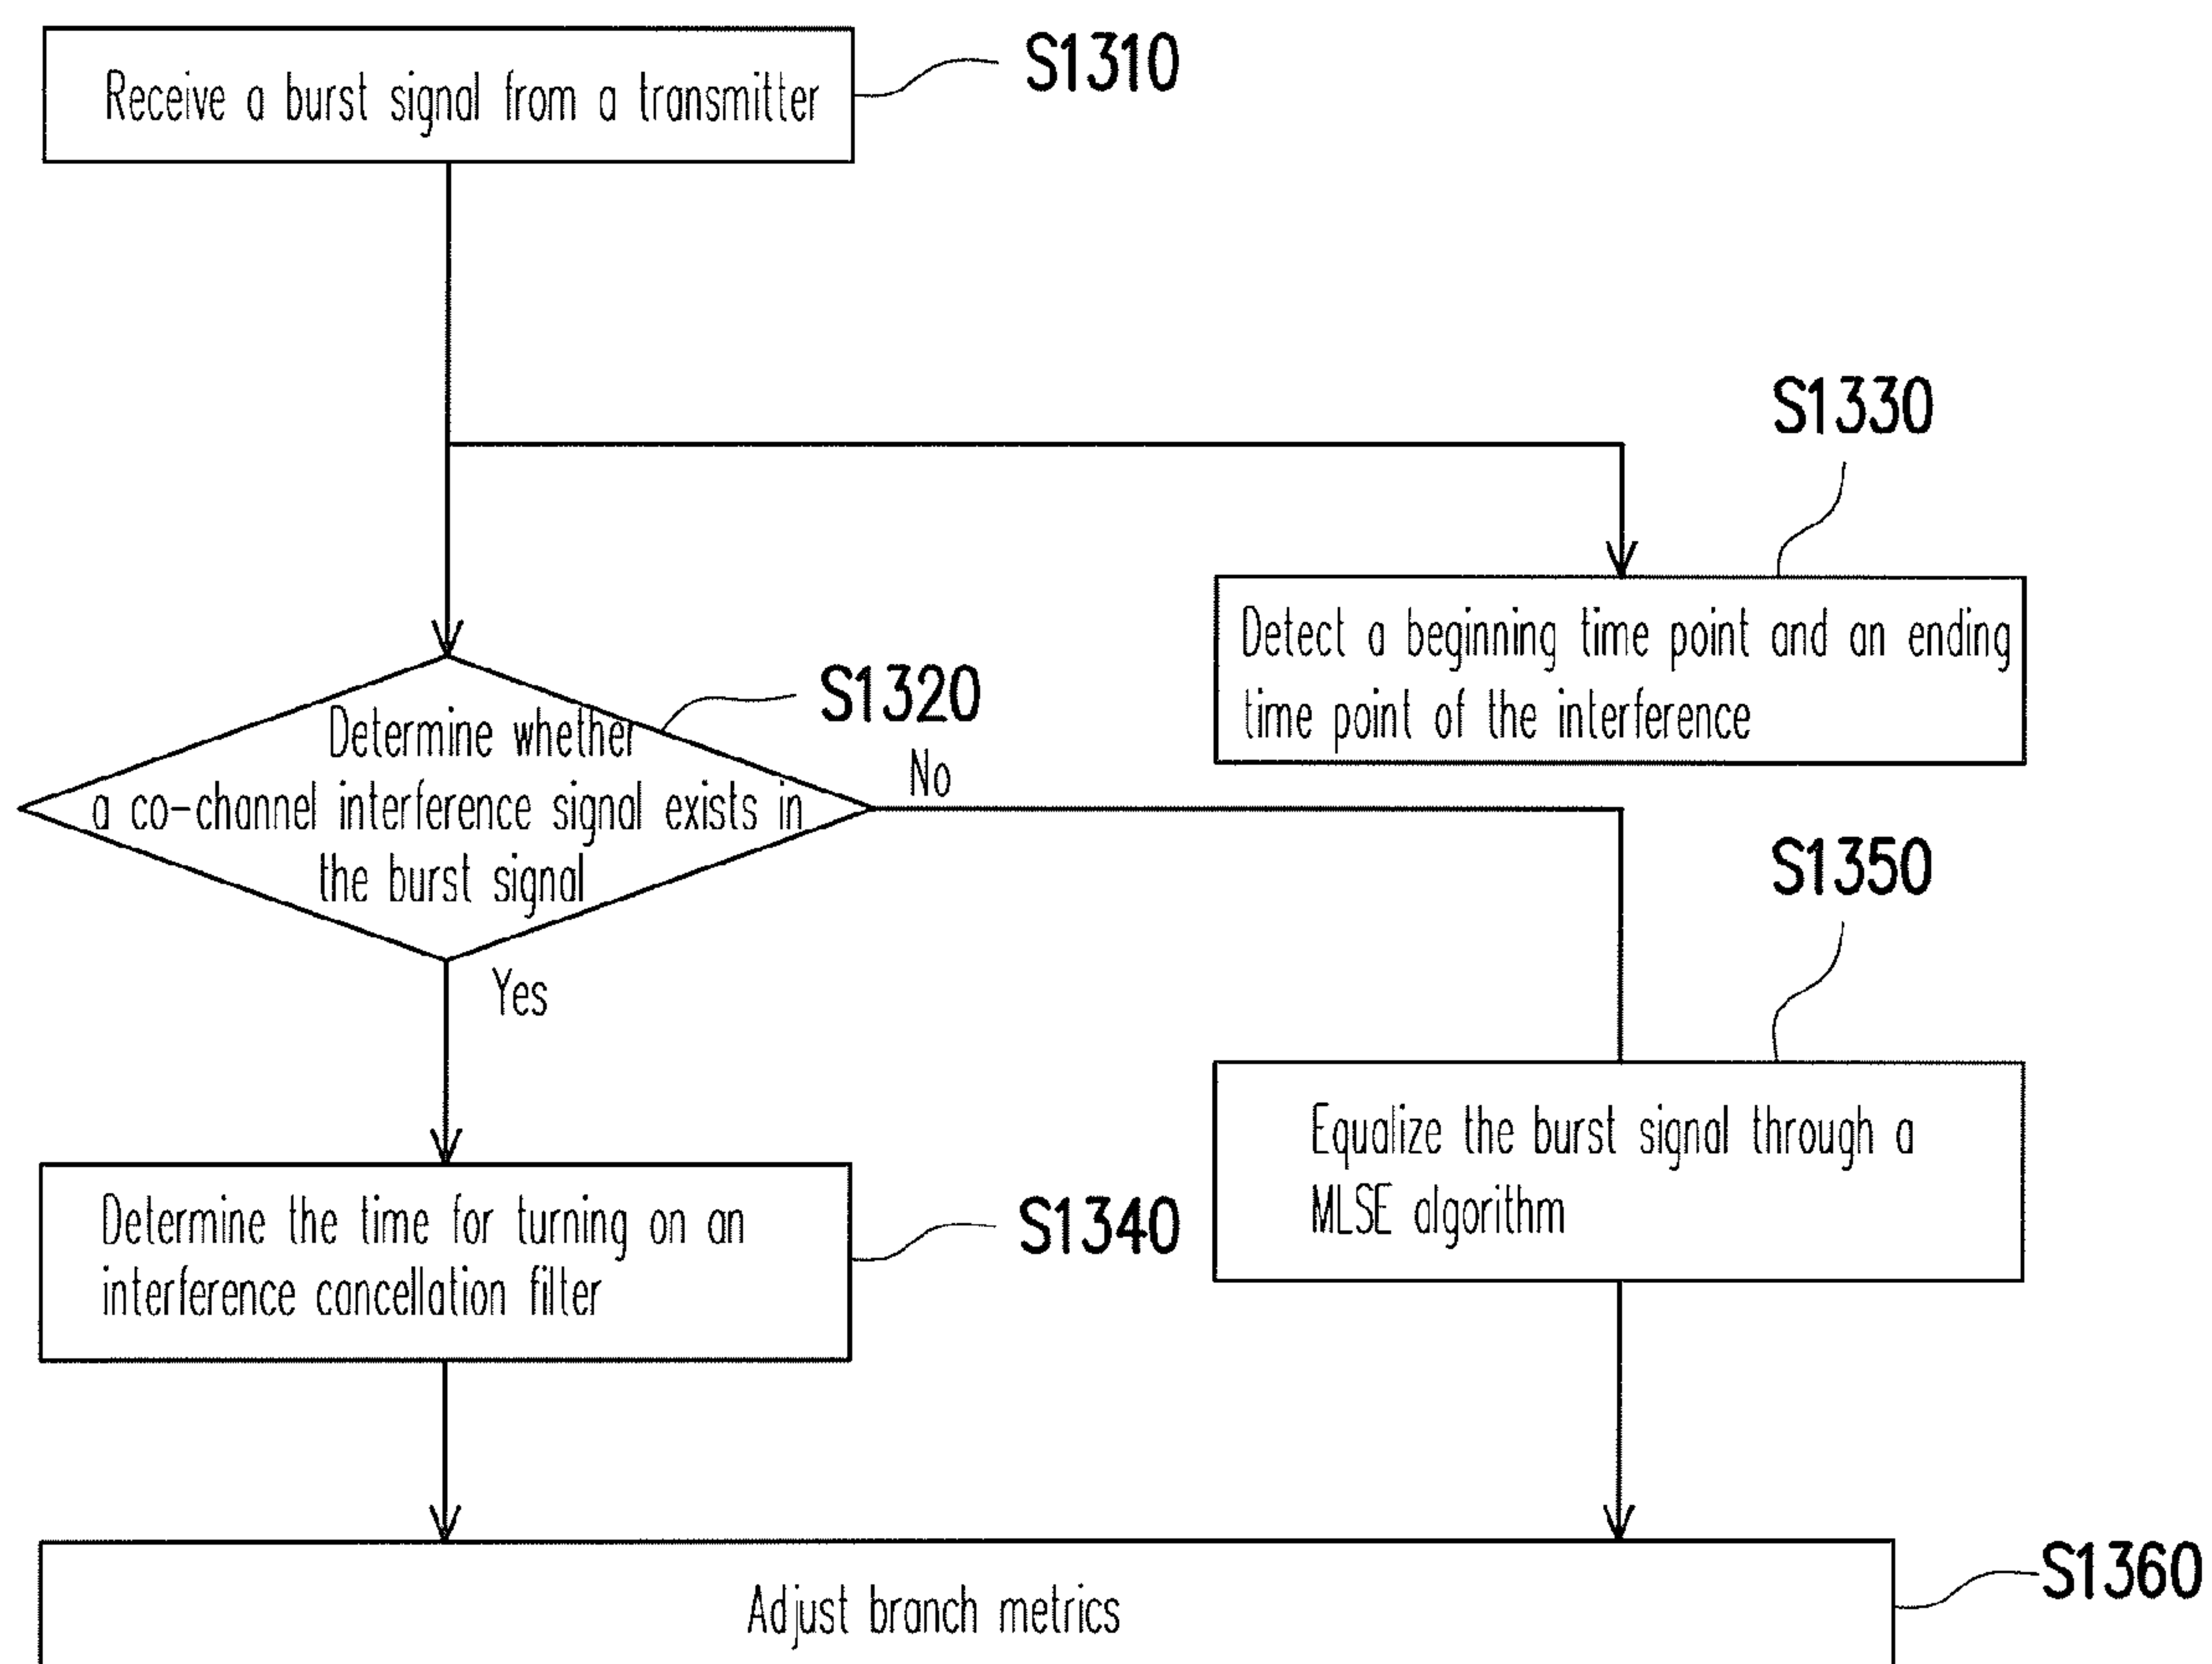 Receive a burst signal from a transmitter
S1310
S1330
Detect a beginning time point and an ending
time point of the interference
S1320
Determine whether
a co-channel interference signal exists in
the burst signal
No
Yes
S1350
Equalize the burst signal through a
MLSE algorithm
Determine the time for turning on an
interference cancellation filter
S1340
Adjust branch metrics
S1360